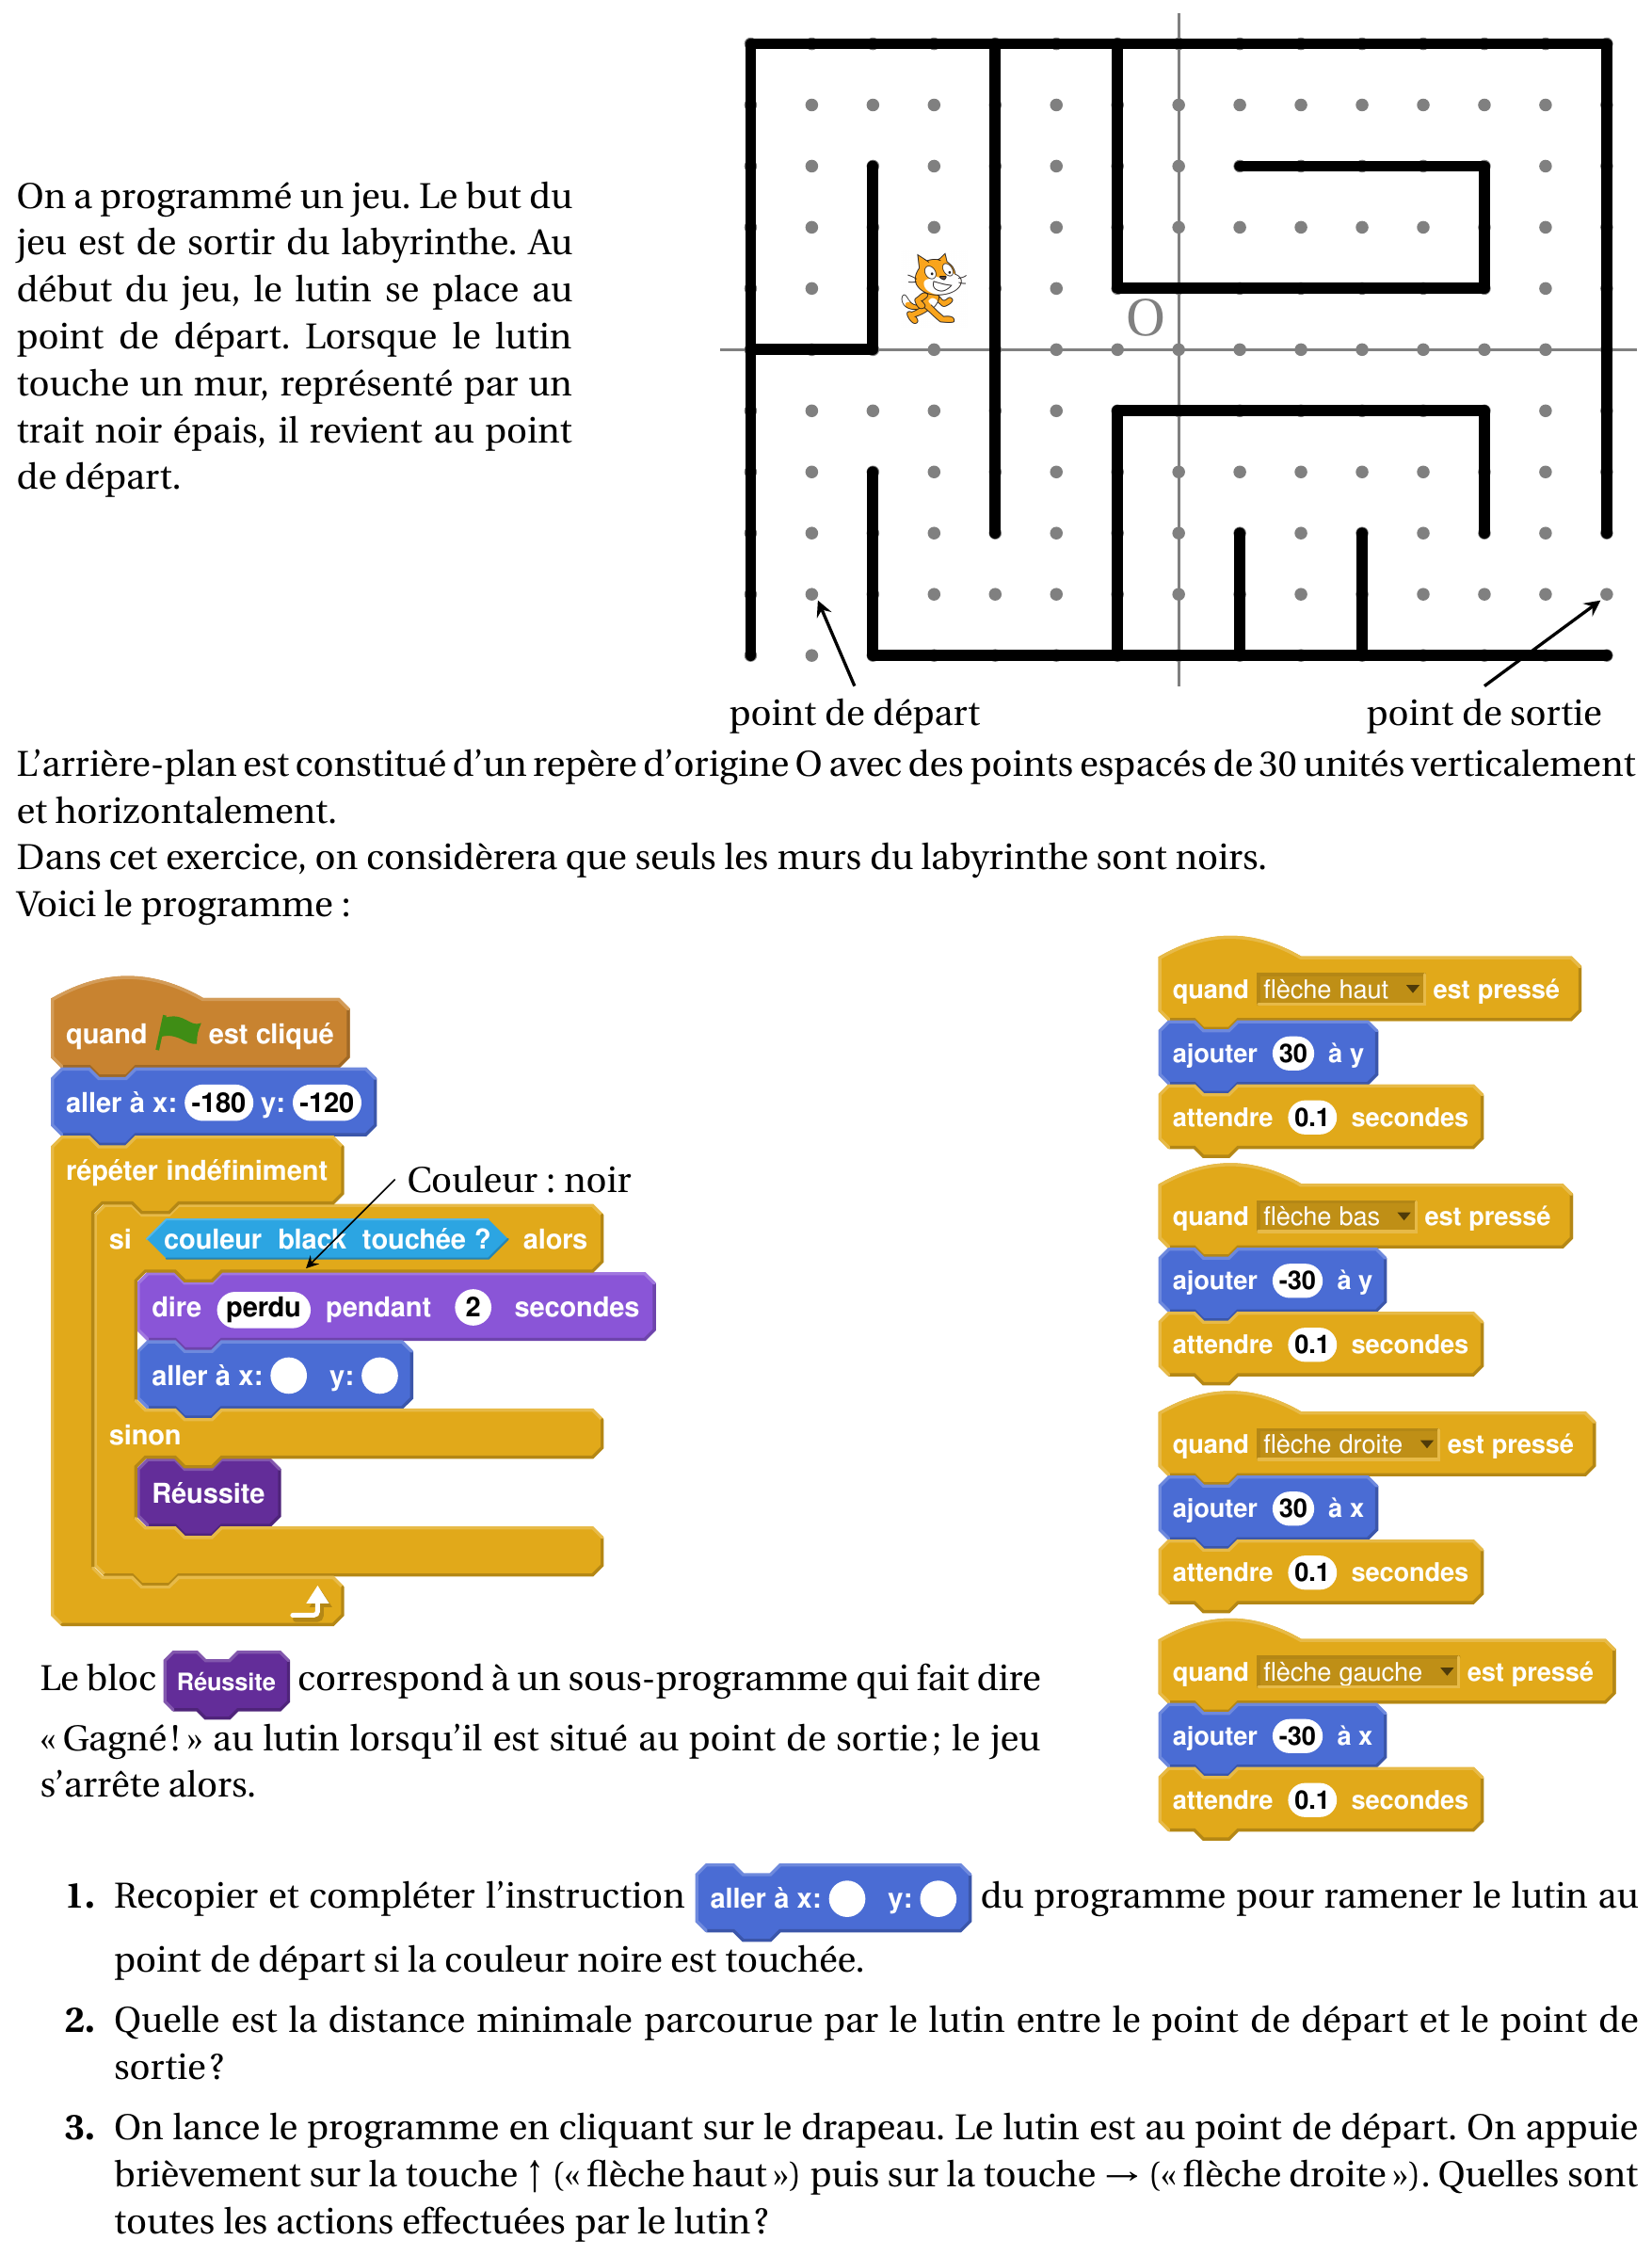 On a programmé un jeu. Le but du
jeu est de sortir du labyrinthe. Au
début du jeu, le lutin se place au
point de départ. Lorsque le lutin
touche un mur, représenté par un
trait noir épais, il revient au point
de départ.
O
point de départ
point de sortie
L’arrière-plan est constitué d’un repère d’origine O avec des points espacés de 30 unités verticalement
et horizontalement.
Dans cet exercice, on considèrera que seuls les murs du labyrinthe sont noirs.
Voici le programme :
quand est cliqué
aller à x: -180 y: -120
répéter indéfiniment
Couleur : noir
si couleur black touchée ? alors
dire perdu pendant 2 secondes
aller à x: y:
sinon
Réussite
quand flèche haut est pressé
ajouter 30 à y
attendre 0.1 secondes
quand flèche bas est pressé
ajouter -30 à y
attendre 0.1 secondes
quand flèche droite est pressé
ajouter 30 à x
attendre 0.1 secondes
quand flèche gauche est pressé
ajouter -30 à x
attendre 0.1 secondes
Le bloc Réussite correspond à un sous-programme qui fait dire
« Gagné ! » au lutin lorsqu’il est situé au point de sortie ; le jeu
s’arrête alors.
1. Recopier et compléter l’instruction aller à x: y: du programme pour ramener le lutin au
point de départ si la couleur noire est touchée.
2. Quelle est la distance minimale parcourue par le lutin entre le point de départ et le point de
sortie ?
3. On lance le programme en cliquant sur le drapeau. Le lutin est au point de départ. On appuie
brièvement sur la touche ↑ (« flèche haut ») puis sur la touche → (« flèche droite »). Quelles sont
toutes les actions effectuées par le lutin ?